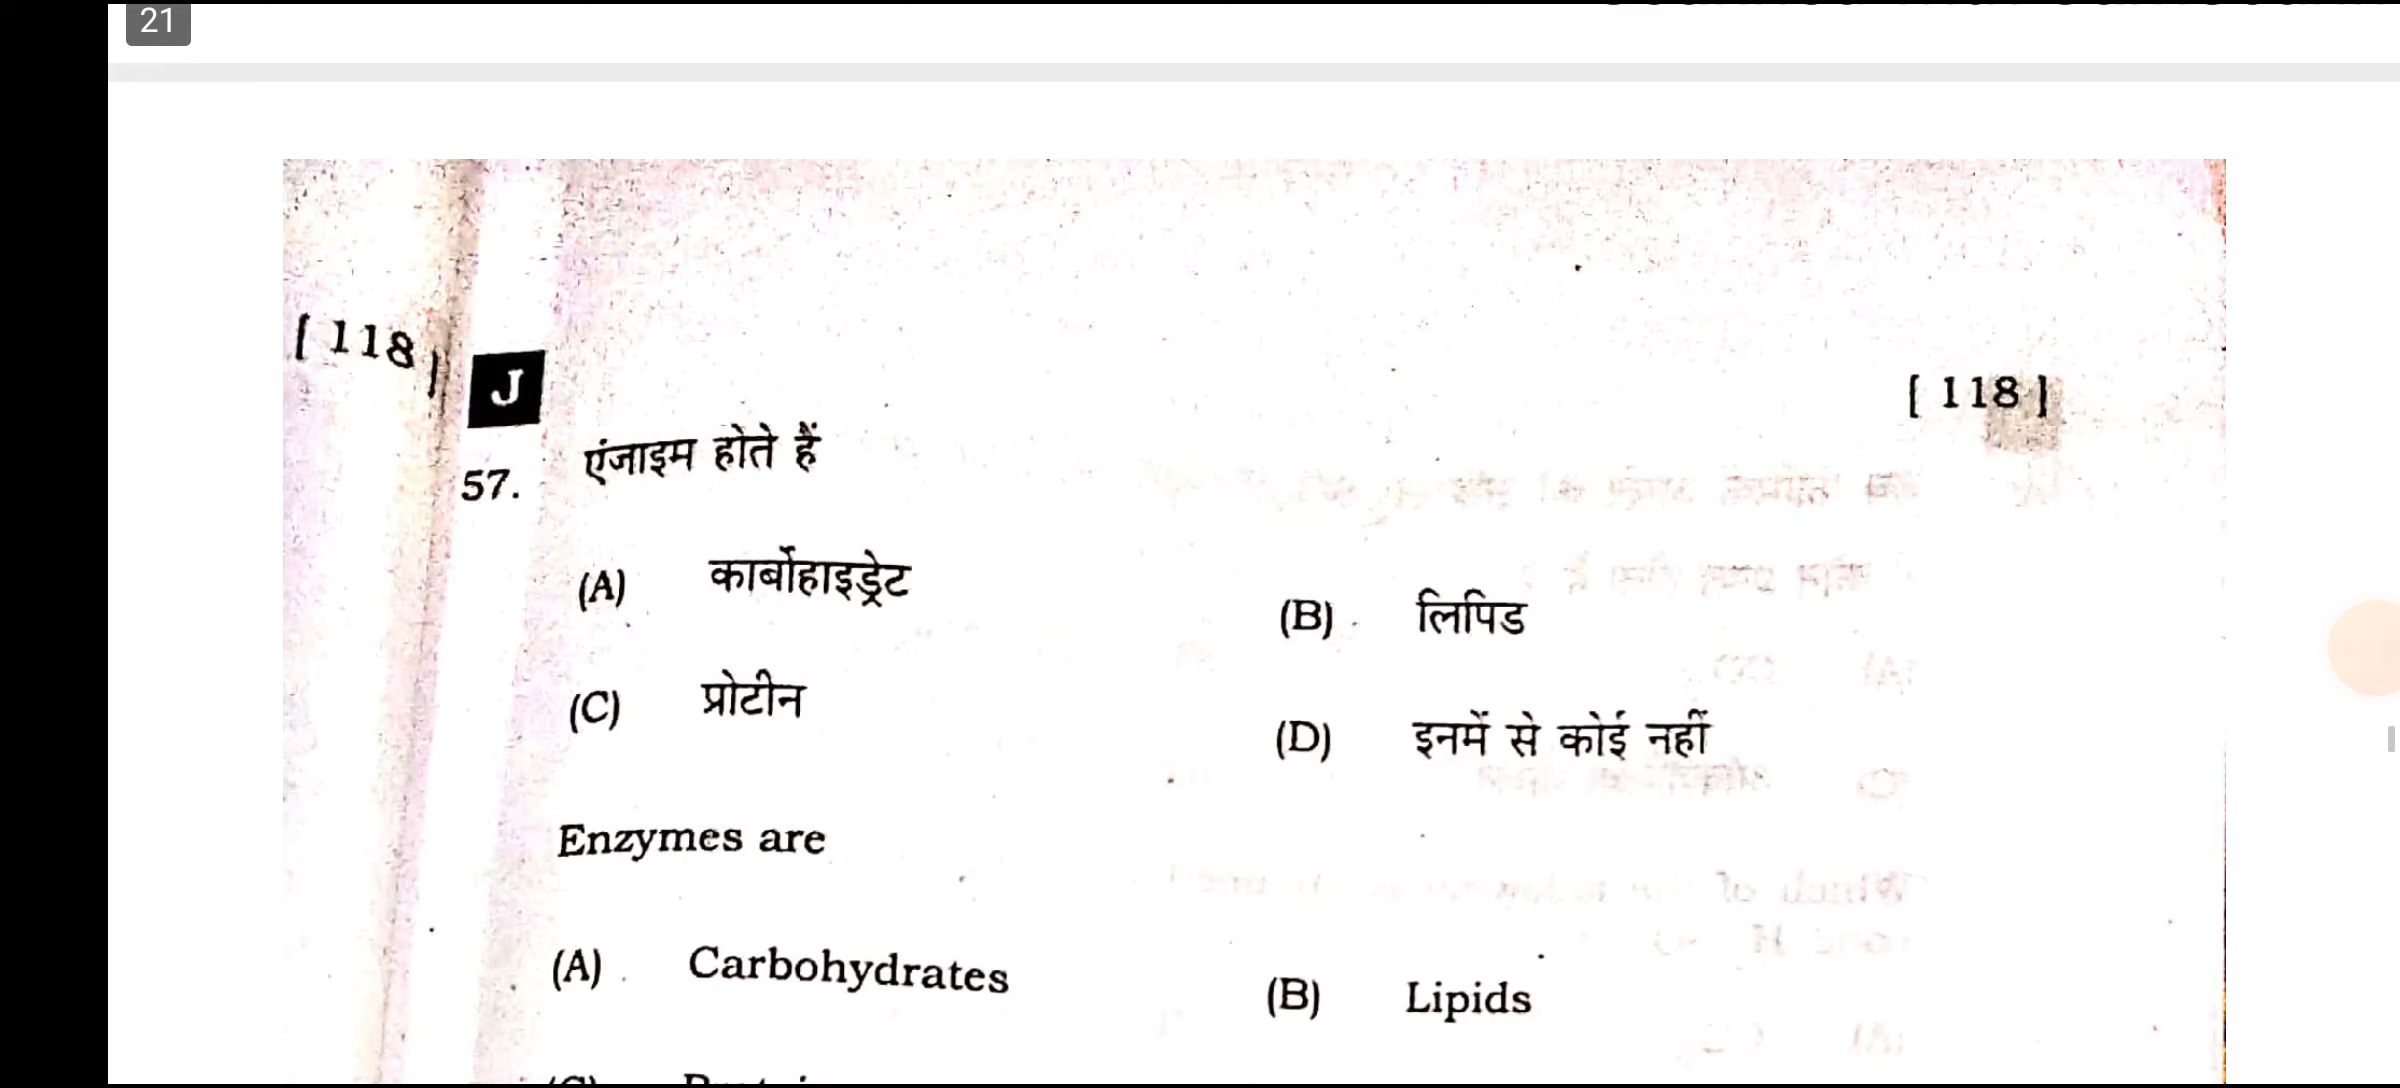 21
[ 118 ]
J
[ 118 ]
57. एंजाइम होते हैं
(A) कार्बोहाइड्रेट
(B) लिपिड
(C) प्रोटीन
(D) इनमें से कोई नहीं
Enzymes are
(A) Carbohydrates
(B) Lipids